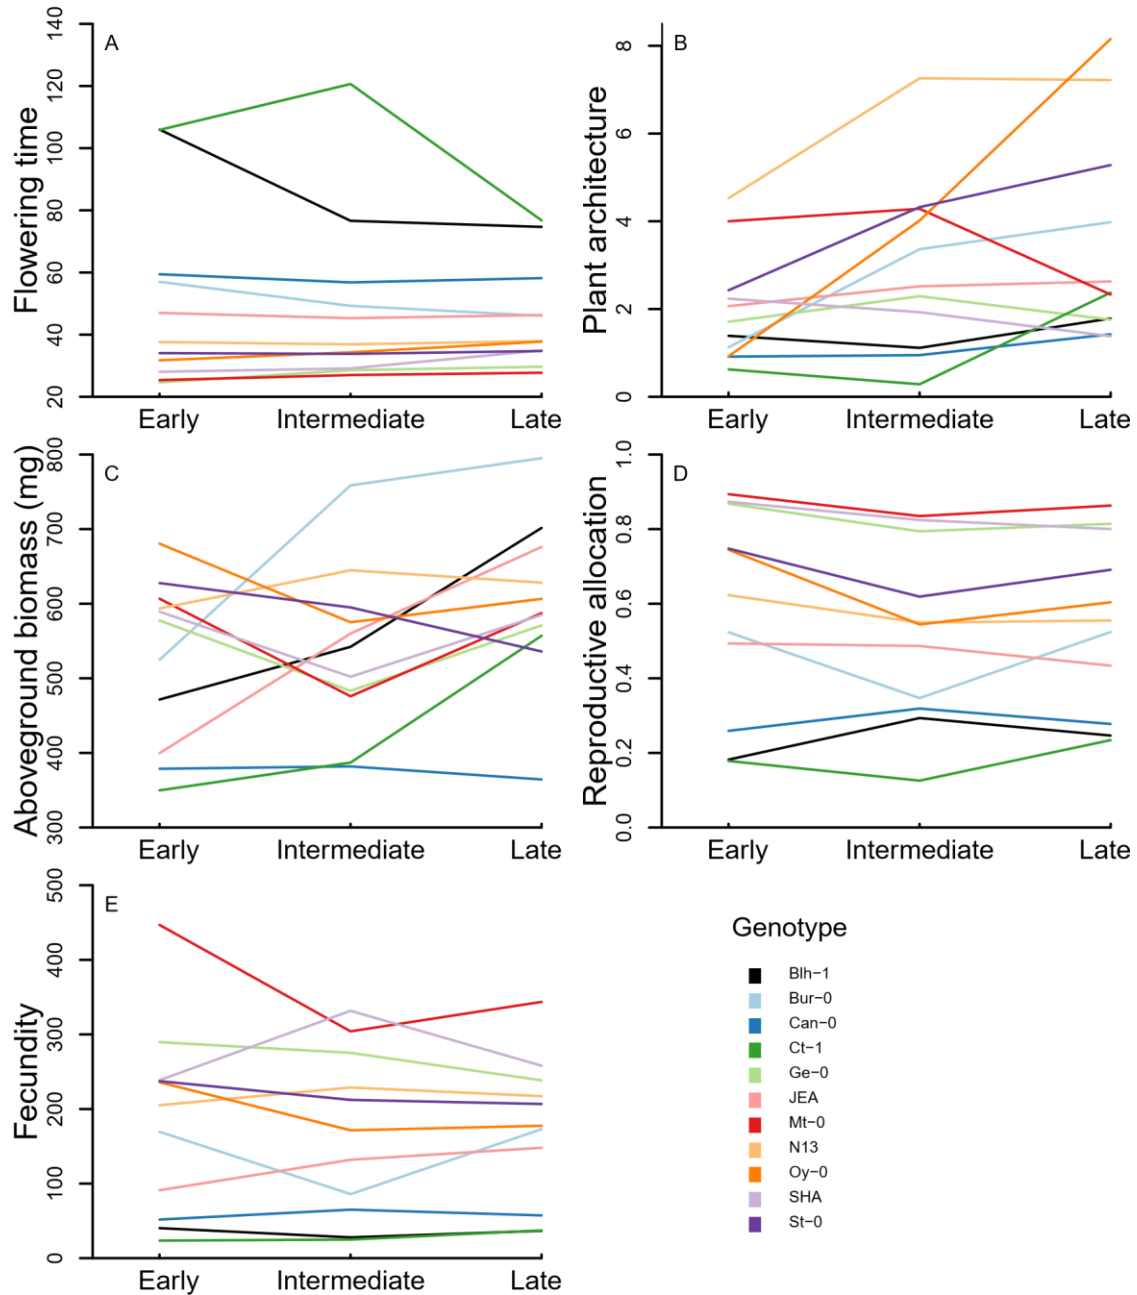 A
Flowering time
140
120
100
80
60
40
20
Early Intermediate Late
B
Plant architecture
8
6
4
2
0
Early Intermediate Late
C
Aboveground biomass (mg)
800
700
600
500
400
300
Early Intermediate Late
D
Reproductive allocation
1.0
0.8
0.6
0.4
0.2
0.0
Early Intermediate Late
E
Fecundity
500
400
300
200
100
0
Early Intermediate Late
Genotype
Blh−1
Bur−0
Can−0
Ct−1
Ge−0
JEA
Mt−0
N13
Oy−0
SHA
St−0